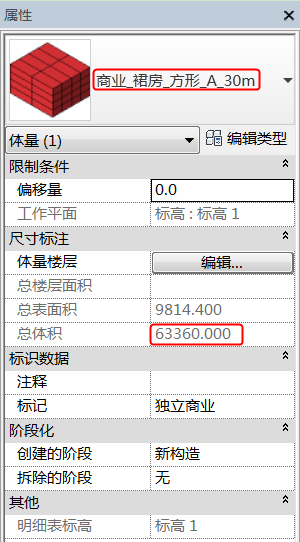 属性
商业_裙房_方形_A_30m
体量 (1)
编辑类型
限制条件
偏移量 0.0
工作平面 标高 : 标高 1
尺寸标注
体量楼层 编辑...
总楼层面积
总表面积 9814.400
总体积 63360.000
标识数据
注释
标记 独立商业
阶段化
创建的阶段 新构造
拆除的阶段 无
其他
明细表标高 标高 1